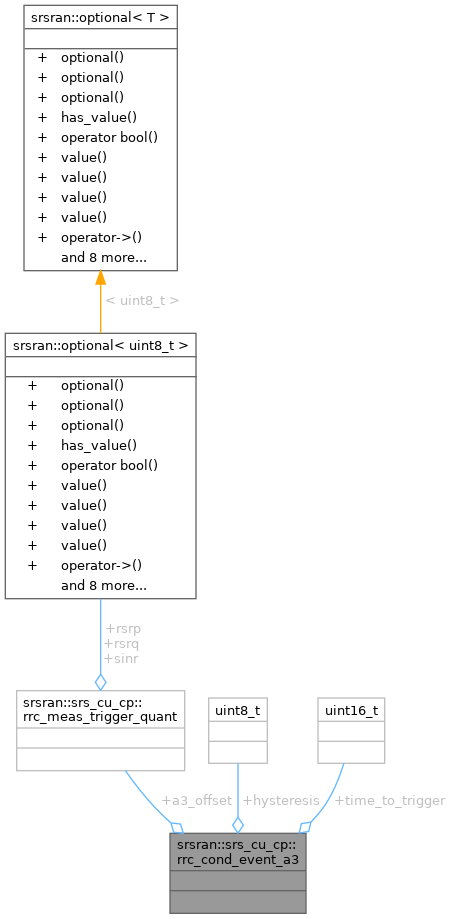 srsran::optional< T >
+ optional()
+ optional()
+ optional()
+ has_value()
+ operator bool()
+ value()
+ value()
+ value()
+ value()
+ operator->()
and 8 more...
< uint8_t >
srsran::optional< uint8_t >
+ optional()
+ optional()
+ optional()
+ has_value()
+ operator bool()
+ value()
+ value()
+ value()
+ value()
+ operator->()
and 8 more...
+rsrp
+rsrq
+sinr
srsran::srs_cu_cp::
rrc_meas_trigger_quant
uint8_t
uint16_t
+a3_offset
+hysteresis
+time_to_trigger
srsran::srs_cu_cp::
rrc_cond_event_a3